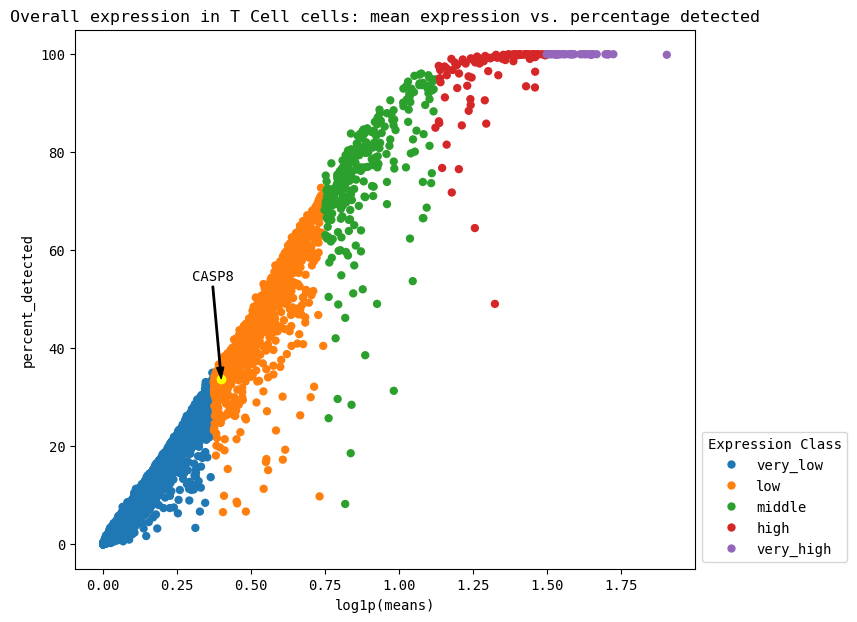 Overall expression in T Cell cells: mean expression vs. percentage detected
percent_detected
100
80
60
40
20
0
CASP8
0.00 0.25 0.50 0.75 1.00 1.25 1.50 1.75
log1p(means)
Expression Class
very_low
low
middle
high
very_high